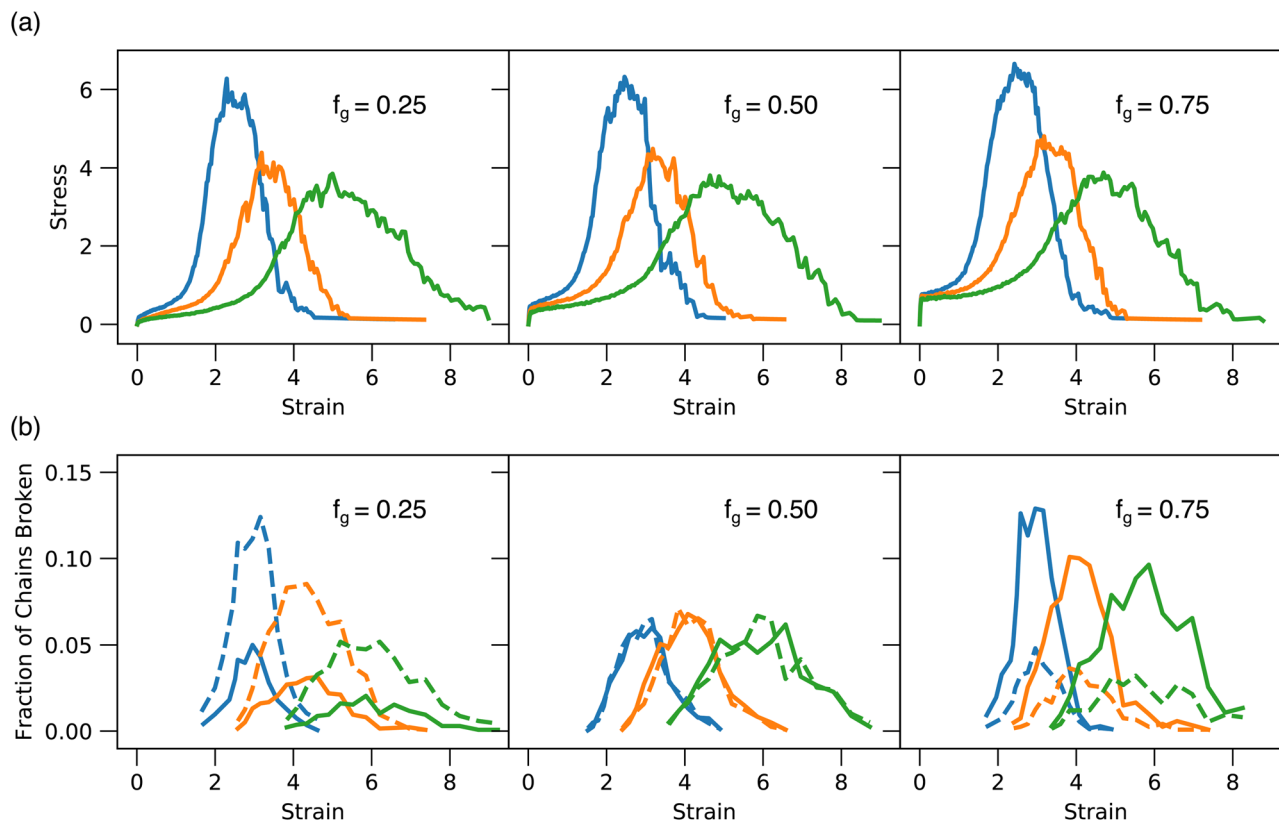 (a)
f_g = 0.25
f_g = 0.50
f_g = 0.75
Stress
6
4
2
0
0 2 4 6 8
0 2 4 6 8
0 2 4 6 8
Strain
Strain
Strain
(b)
f_g = 0.25
f_g = 0.50
f_g = 0.75
Fraction of Chains Broken
0.15
0.10
0.05
0.00
0 2 4 6 8
0 2 4 6 8
0 2 4 6 8
Strain
Strain
Strain